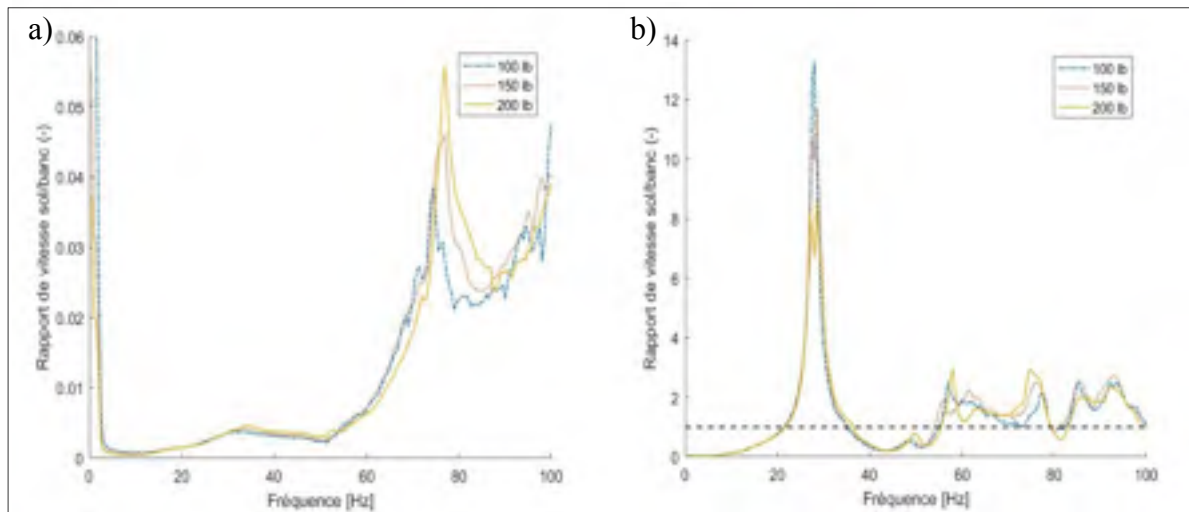 a)
0.06
0.05
0.04
0.03
0.02
0.01
0
Rapport de vitesse sol/banc (-)
100 lb
150 lb
200 lb
0 20 40 60 80 100
Fréquence [Hz]
b)
14
12
10
8
6
4
2
0
Rapport de vitesse sol/banc (-)
100 lb
150 lb
200 lb
0 20 40 60 80 100
Fréquence [Hz]